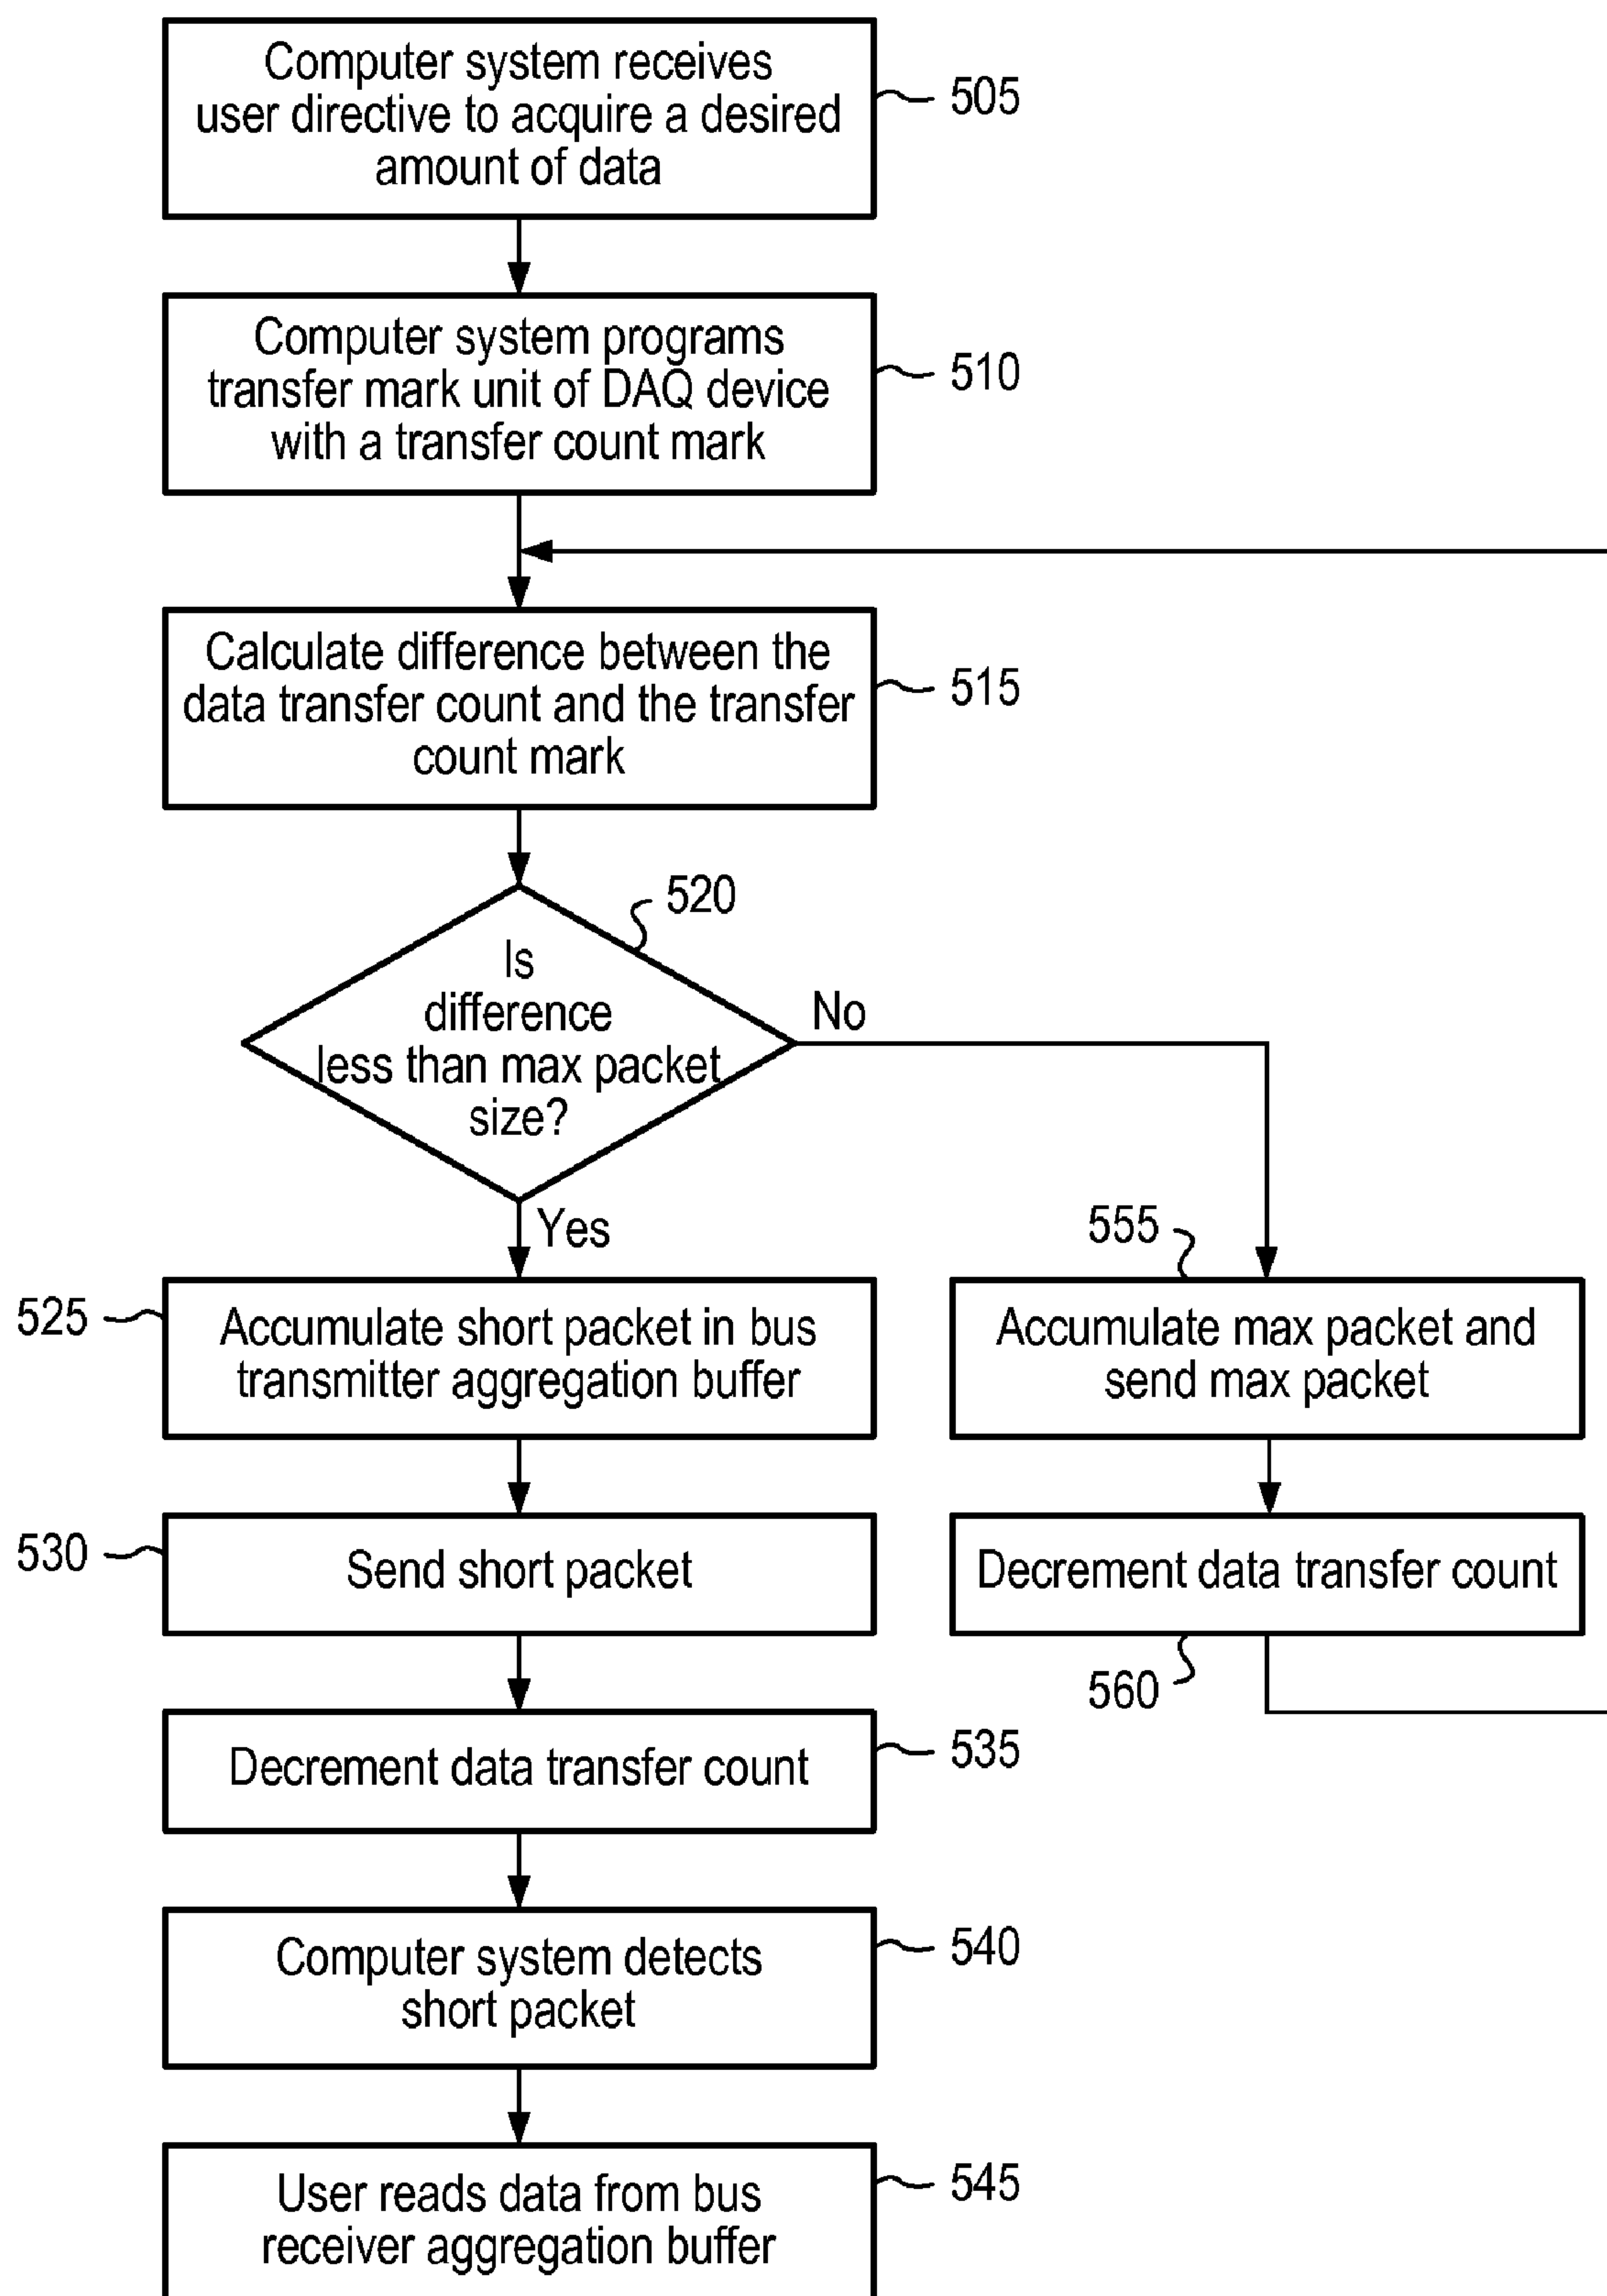 Computer system receives
user directive to acquire a desired
amount of data
505
Computer system programs
transfer mark unit of DAQ device
with a transfer count mark
510
Calculate difference between the
data transfer count and the transfer
count mark
515
520
Is
difference
less than max packet
size?
No
Yes
525
Accumulate short packet in bus
transmitter aggregation buffer
555
Accumulate max packet and
send max packet
530
Send short packet
Decrement data transfer count
560
Decrement data transfer count
535
Computer system detects
short packet
540
User reads data from bus
receiver aggregation buffer
545